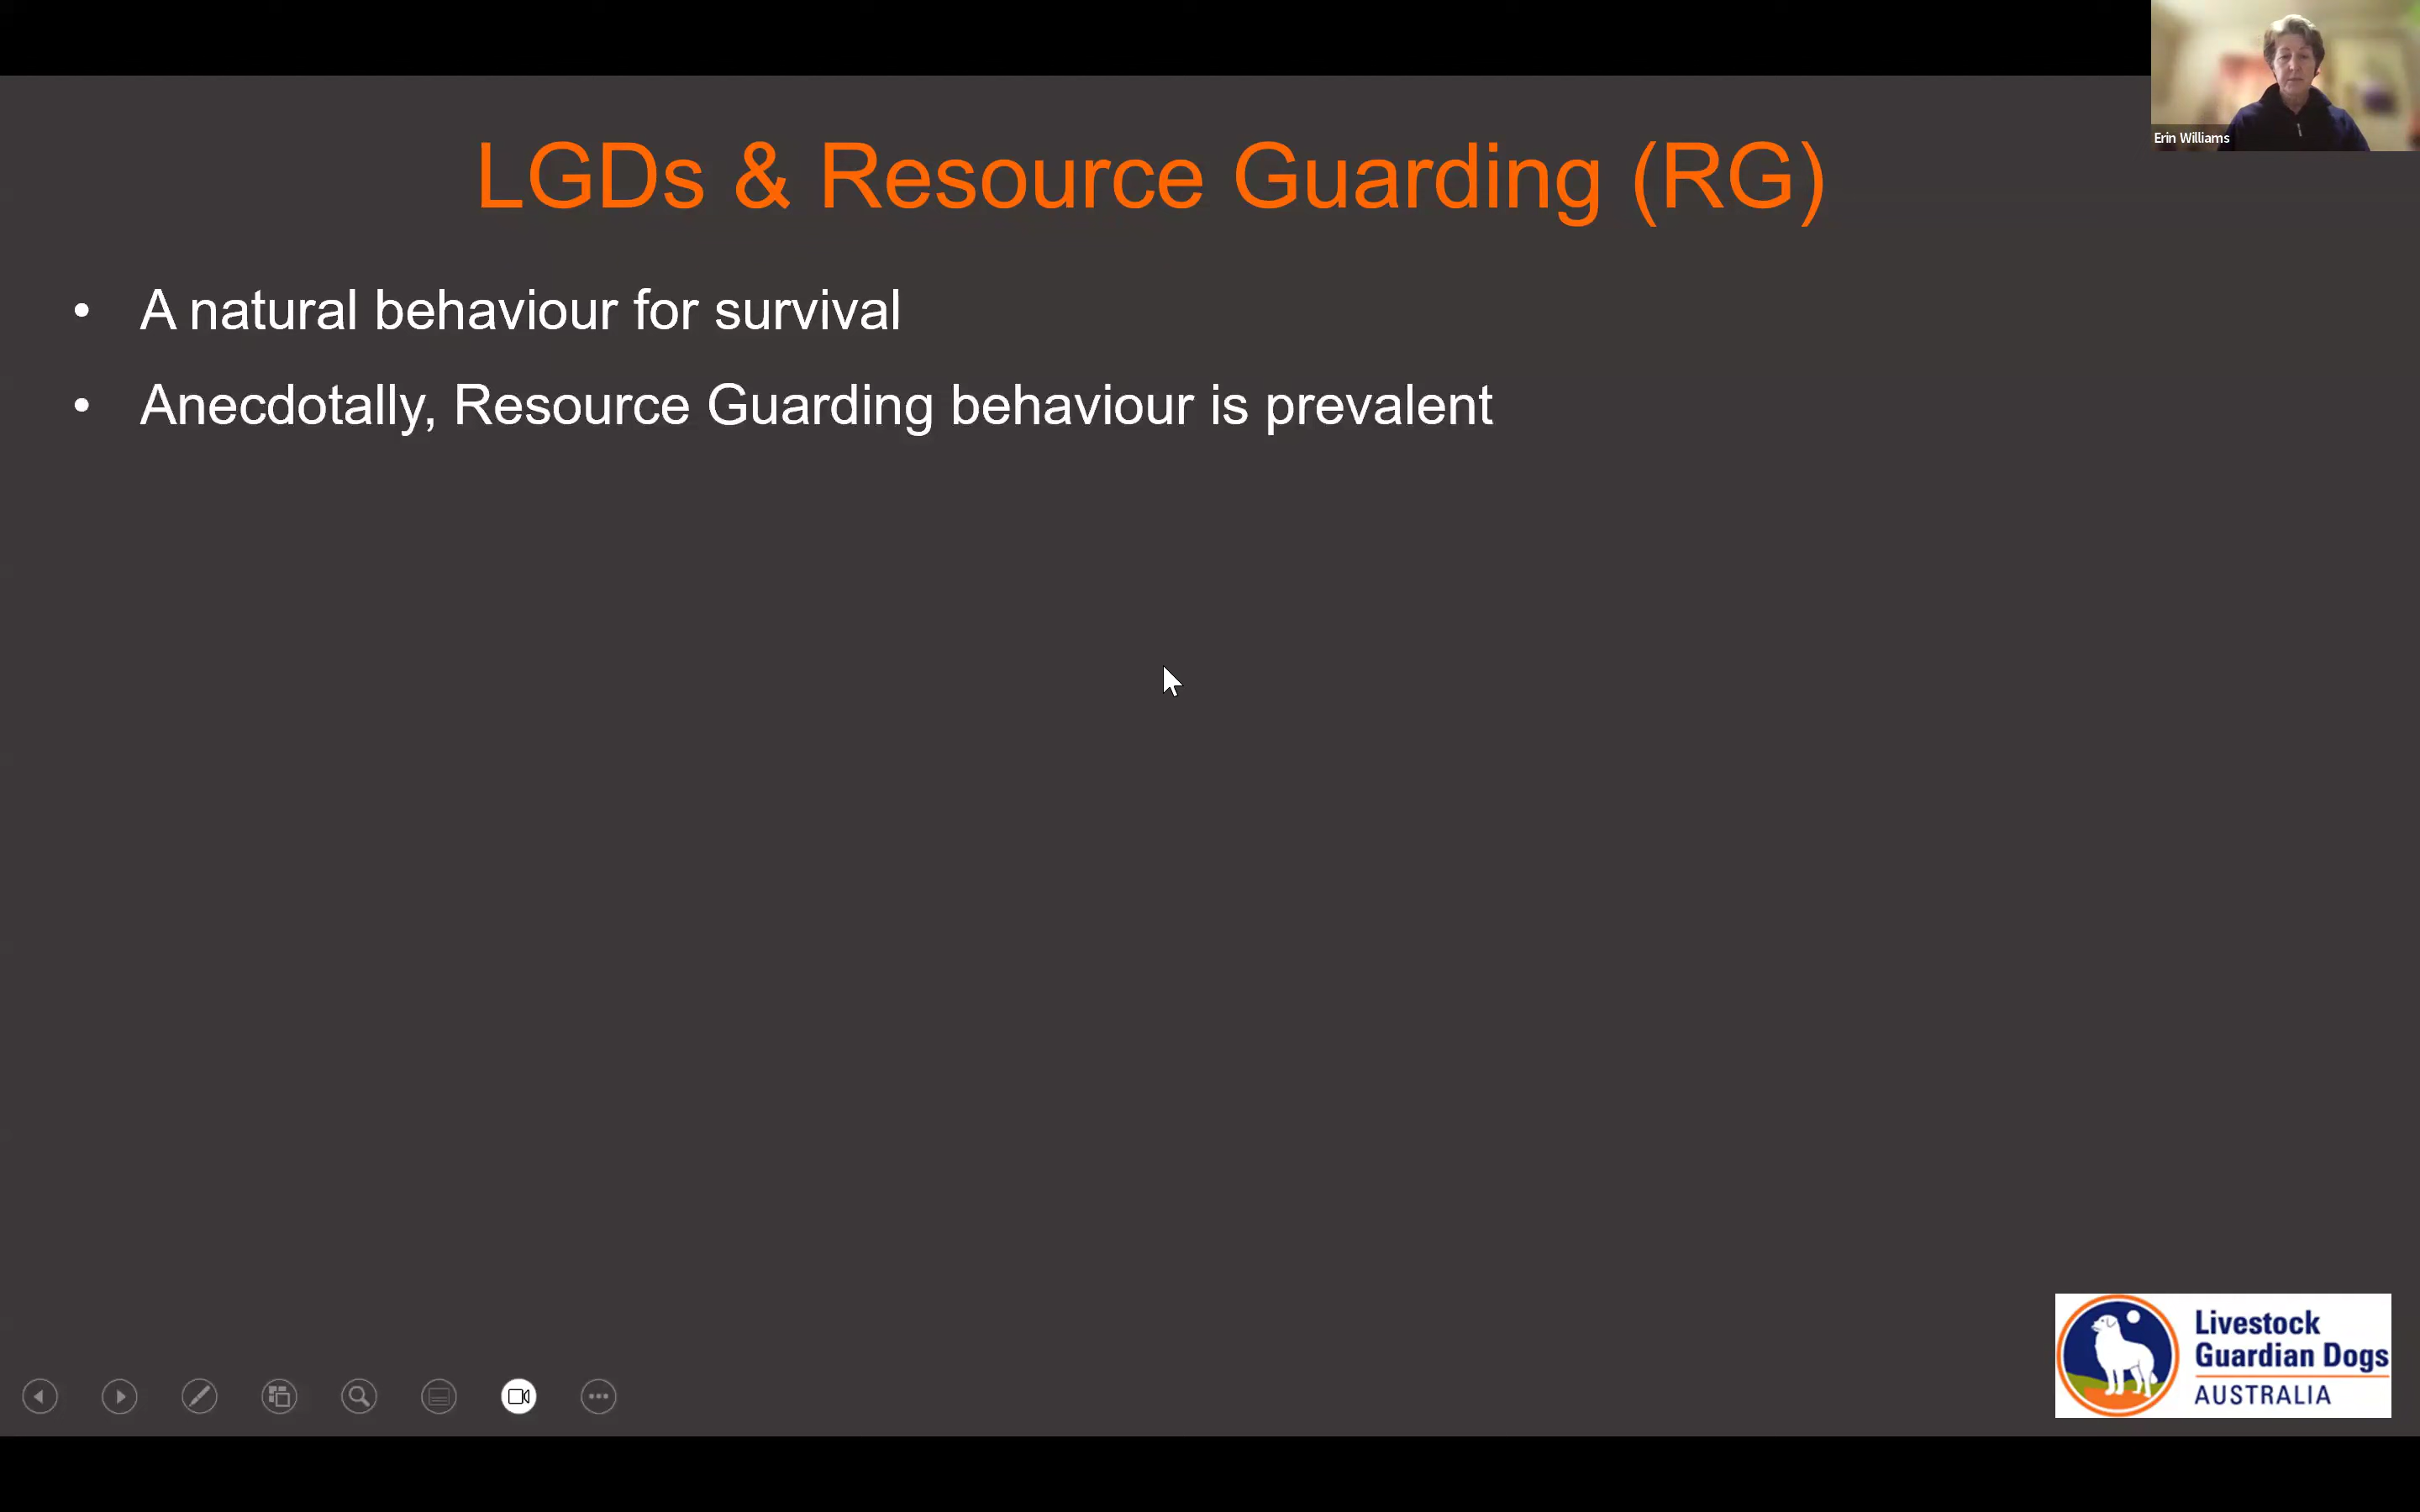 Erin Williams
LGDs & Resource Guarding (RG)
• A natural behaviour for survival
• Anecdotally, Resource Guarding behaviour is prevalent
Livestock
Guardian Dogs
AUSTRALIA